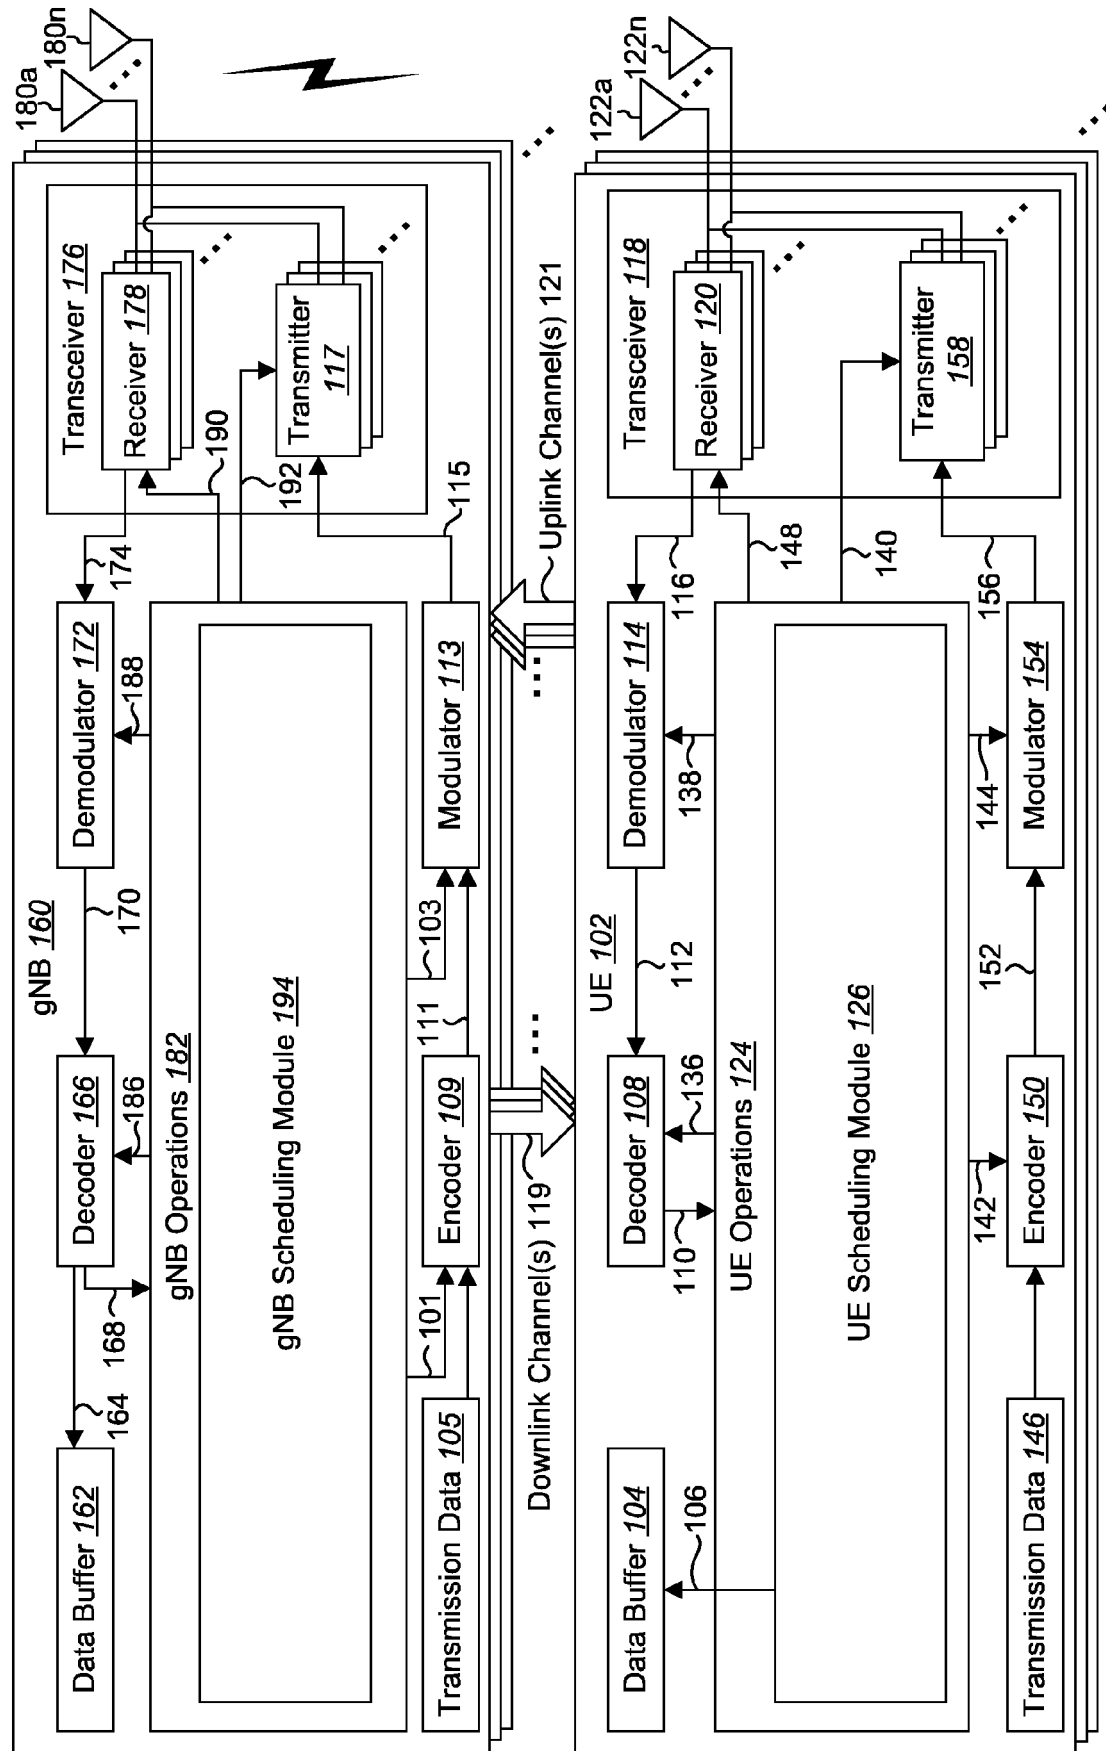 gNB 160
Data Buffer 162
164
Decoder 166
168
186
170
Demodulator 172
188
174
Transceiver 176
Receiver 178
180a
180n
190
192
Transmitter
117
gNB Operations 182
gNB Scheduling Module 194
101
103
Transmission Data 105
Encoder 109
111
Modulator 113
115
Downlink Channel(s) 119
Uplink Channel(s) 121
UE 102
Data Buffer 104
106
Decoder 108
110
136
112
Demodulator 114
138
116
Transceiver 118
Receiver 120
122a
122n
148
140
Transmitter
158
UE Operations 124
UE Scheduling Module 126
142
144
Transmission Data 146
Encoder 150
152
Modulator 154
156